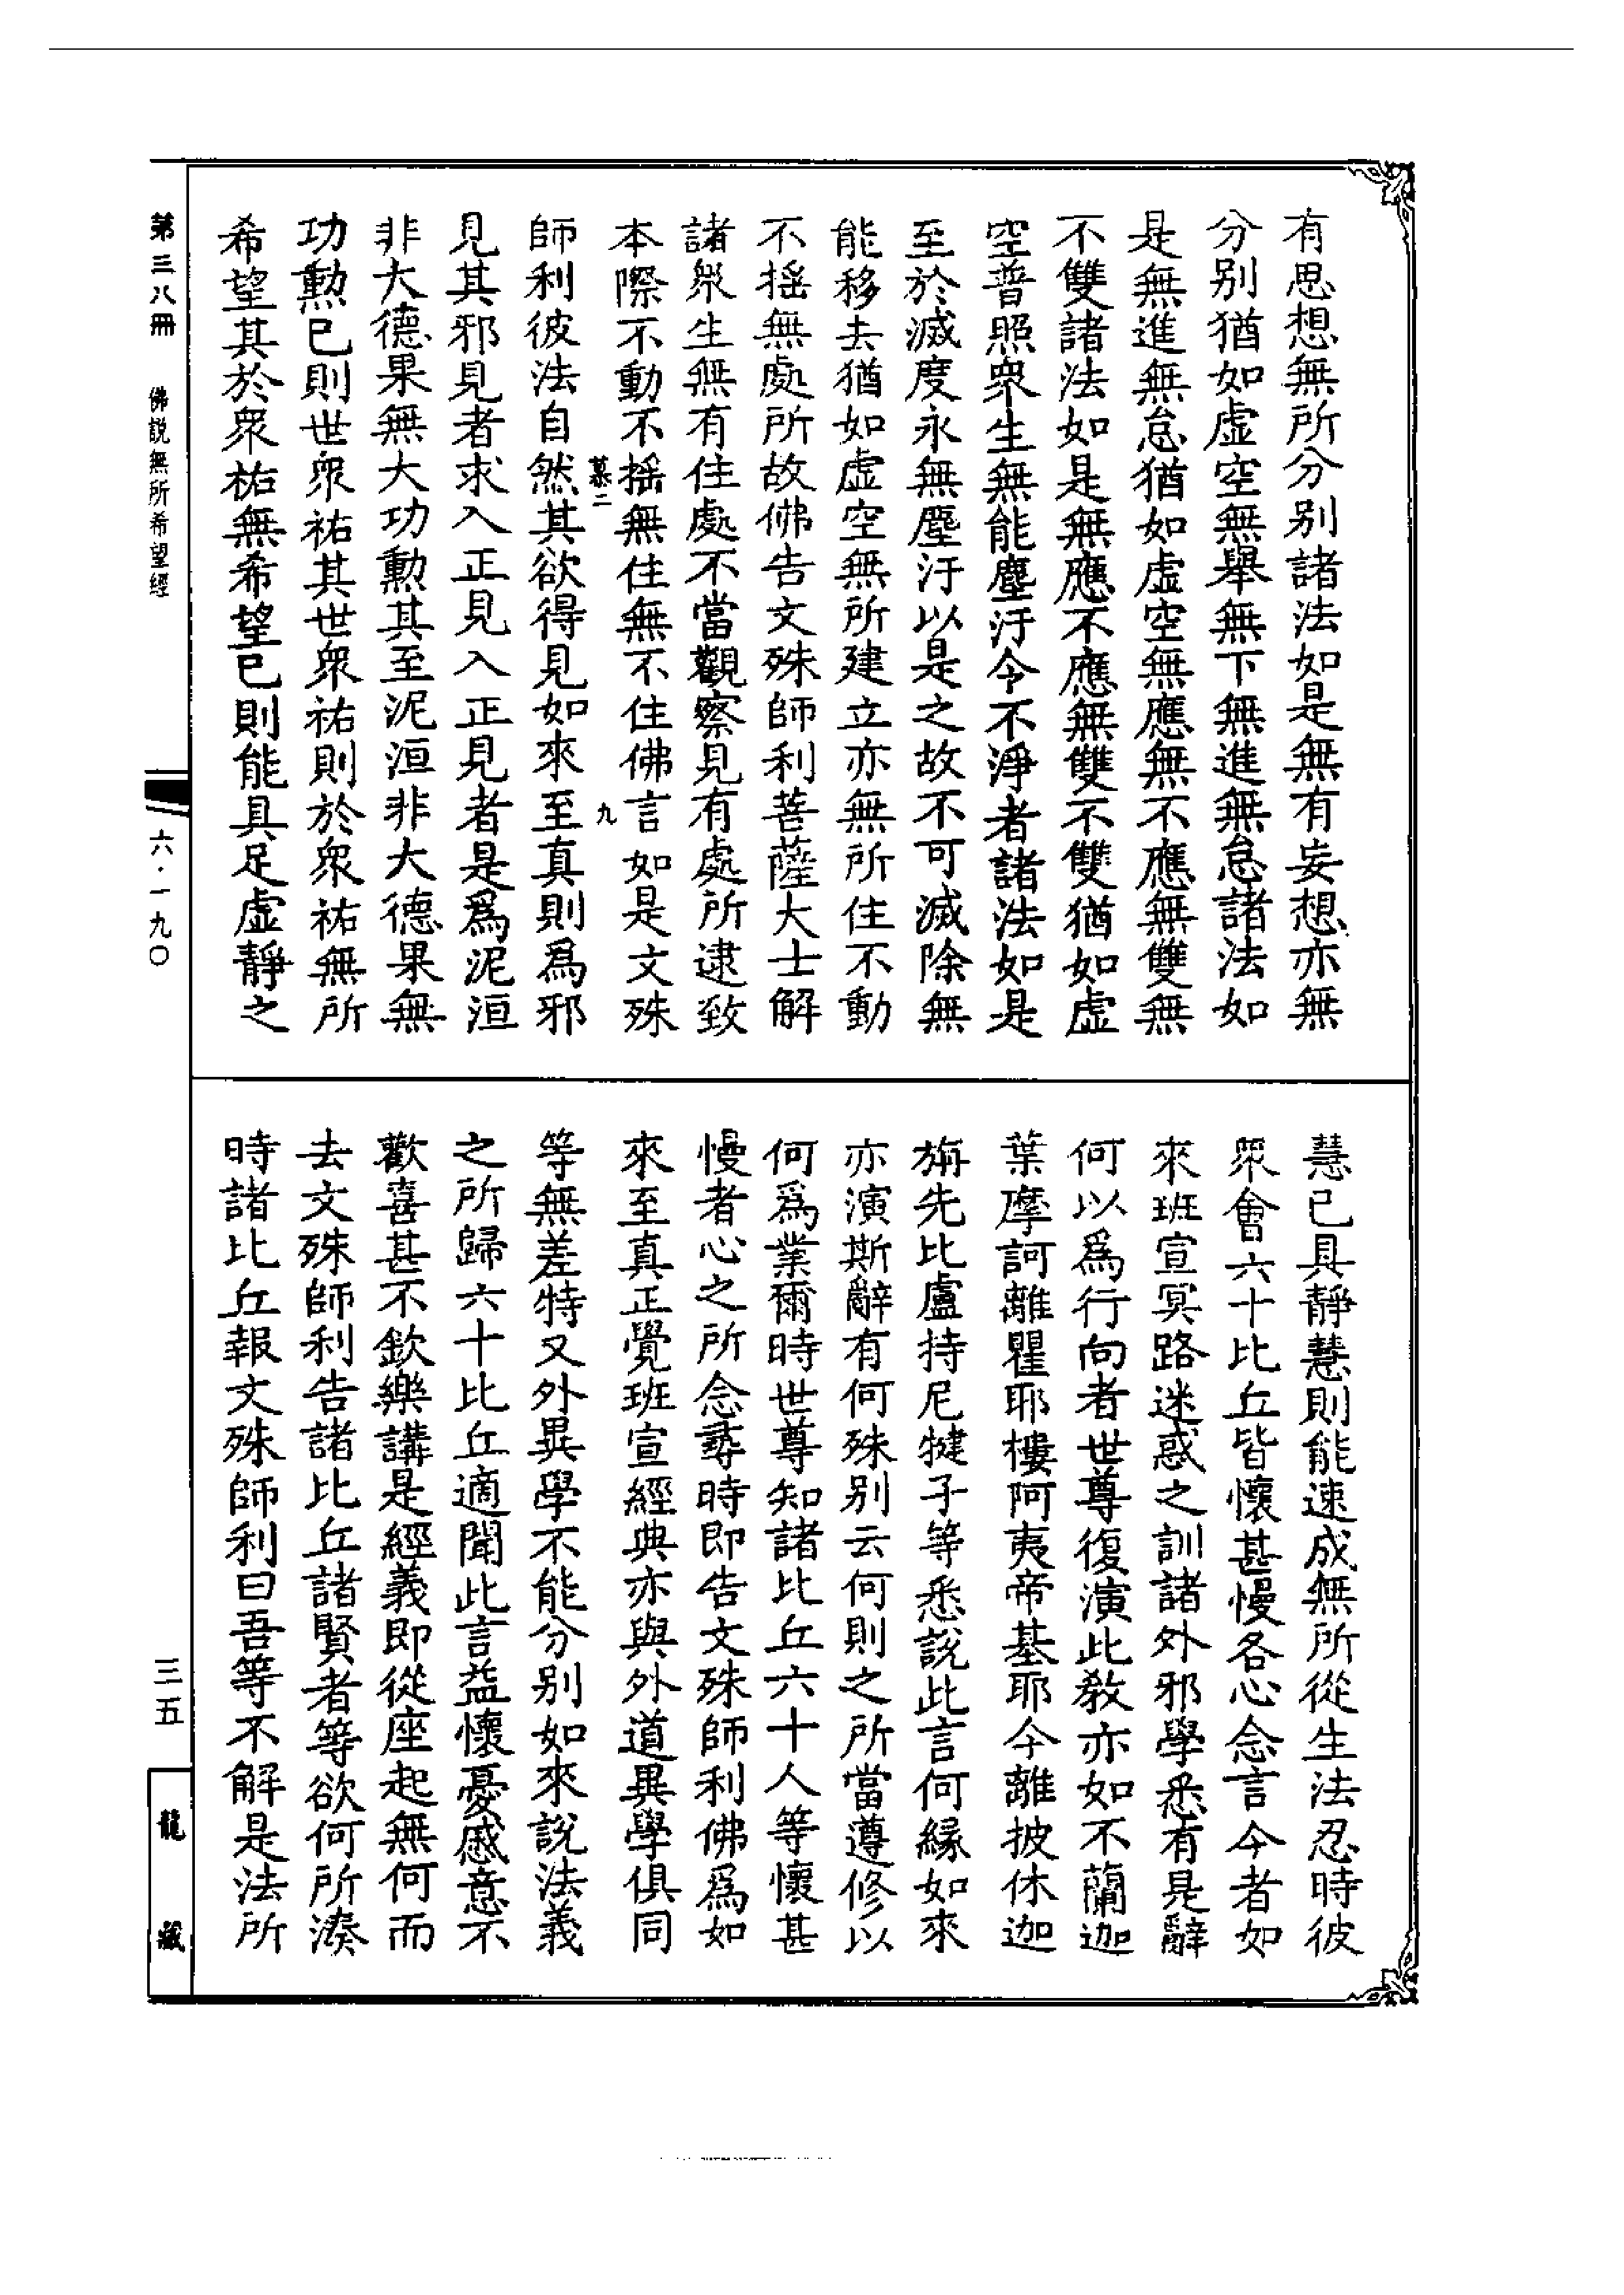 有思想無所分别諸法如是無有妄想亦無
分别猶如虚空無舉無下無進無怠諸法如
是無進無怠猶如虚空無應無不應無雙無
不雙諸法如是無應不應無雙不雙猶如虚
空普照衆生無能塵汙令不淨者諸法如是
至於滅度永無塵汙以是之故不可滅除無
能移去猶如虚空無所建立亦無所住不動
不摇無處所故佛告文殊師利菩薩大士解
諸衆生無有住處不當觀察見有處所逮致
本際不動不摇無住無不住佛言如是文殊
慕二 九
師利彼法自然其欲得見如來至真則爲邪
見其邪見者求入正見入正見者是爲泥洹
非大德果無大功勲其至泥洹非大德果無
功勲已則世衆祐其世衆祐則於衆祐無所
希望其於衆祐無希望已則能具足虚靜之
慧已具靜慧則能速成無所從生法忍時彼
衆會六十比丘皆懷甚慢各心念言今者如
來班宣冥路迷惑之訓諸外邪學悉有是辭
何以爲行向者世尊復演此教亦如不蘭迦
葉摩訶離瞿耶樓阿夷帝基耶今離披休迦
旃先比盧持尼犍子等悉說此言何緣如來
亦演斯辭有何殊别云何則之所當遵修以
何爲業爾時世尊知諸比丘六十人等懷甚
慢者心之所念尋時即告文殊師利佛爲如
來至真正覺班宣經典亦與外道異學俱同
等無差特又外異學不能分别如來說法義
之所歸六十比丘適聞此言益懷憂慼意不
歡喜甚不欽樂講是經義即從座起無何而
去文殊師利告諸比丘諸賢者等欲何所湊
時諸比丘報文殊師利曰吾等不解是法所
第三八冊 佛説無所希望經
六·一九〇
三五
龍藏